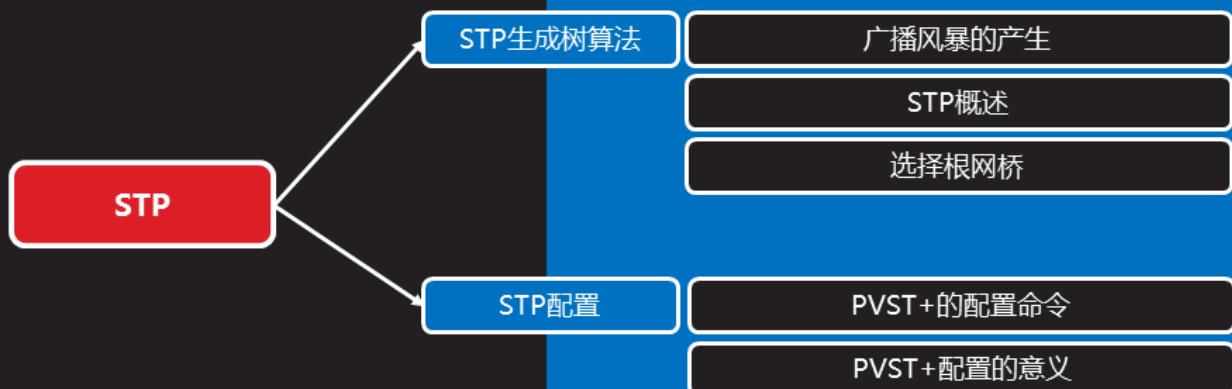 STP
STP生成树算法
广播风暴的产生
STP概述
选择根网桥
STP配置
PVST+的配置命令
PVST+配置的意义